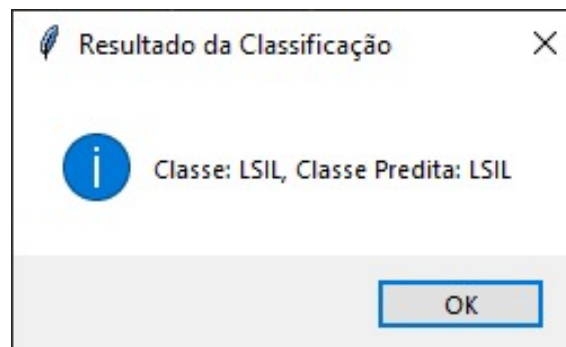 Resultado da Classificação
Classe: LSIL, Classe Predita: LSIL
OK